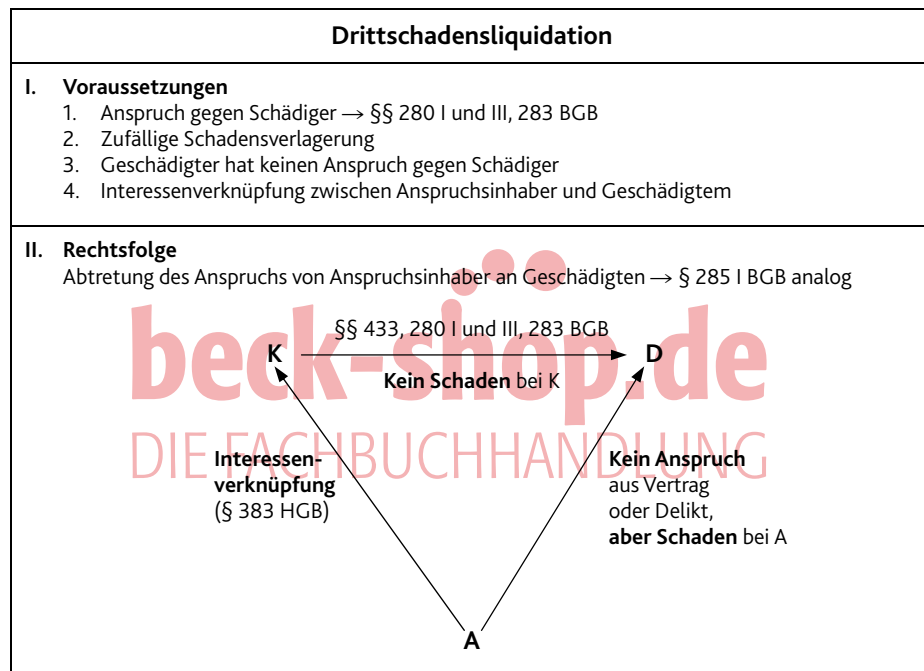 Drittschadensliquidation
I. Voraussetzungen
1. Anspruch gegen Schädiger → §§ 280 I und III, 283 BGB
2. Zufällige Schadensverlagerung
3. Geschädigter hat keinen Anspruch gegen Schädiger
4. Interessenverknüpfung zwischen Anspruchsinhaber und Geschädigtem
II. Rechtsfolge
Abtretung des Anspruchs von Anspruchsinhaber an Geschädigten → § 285 I BGB analog
beck-shop.de
DIE FACHBUCHHANDLUNG
§§ 433, 280 I und III, 283 BGB
K
D
Kein Schaden bei K
Interessen-
verknüpfung
(§ 383 HGB)
Kein Anspruch
aus Vertrag
oder Delikt,
aber Schaden bei A
A